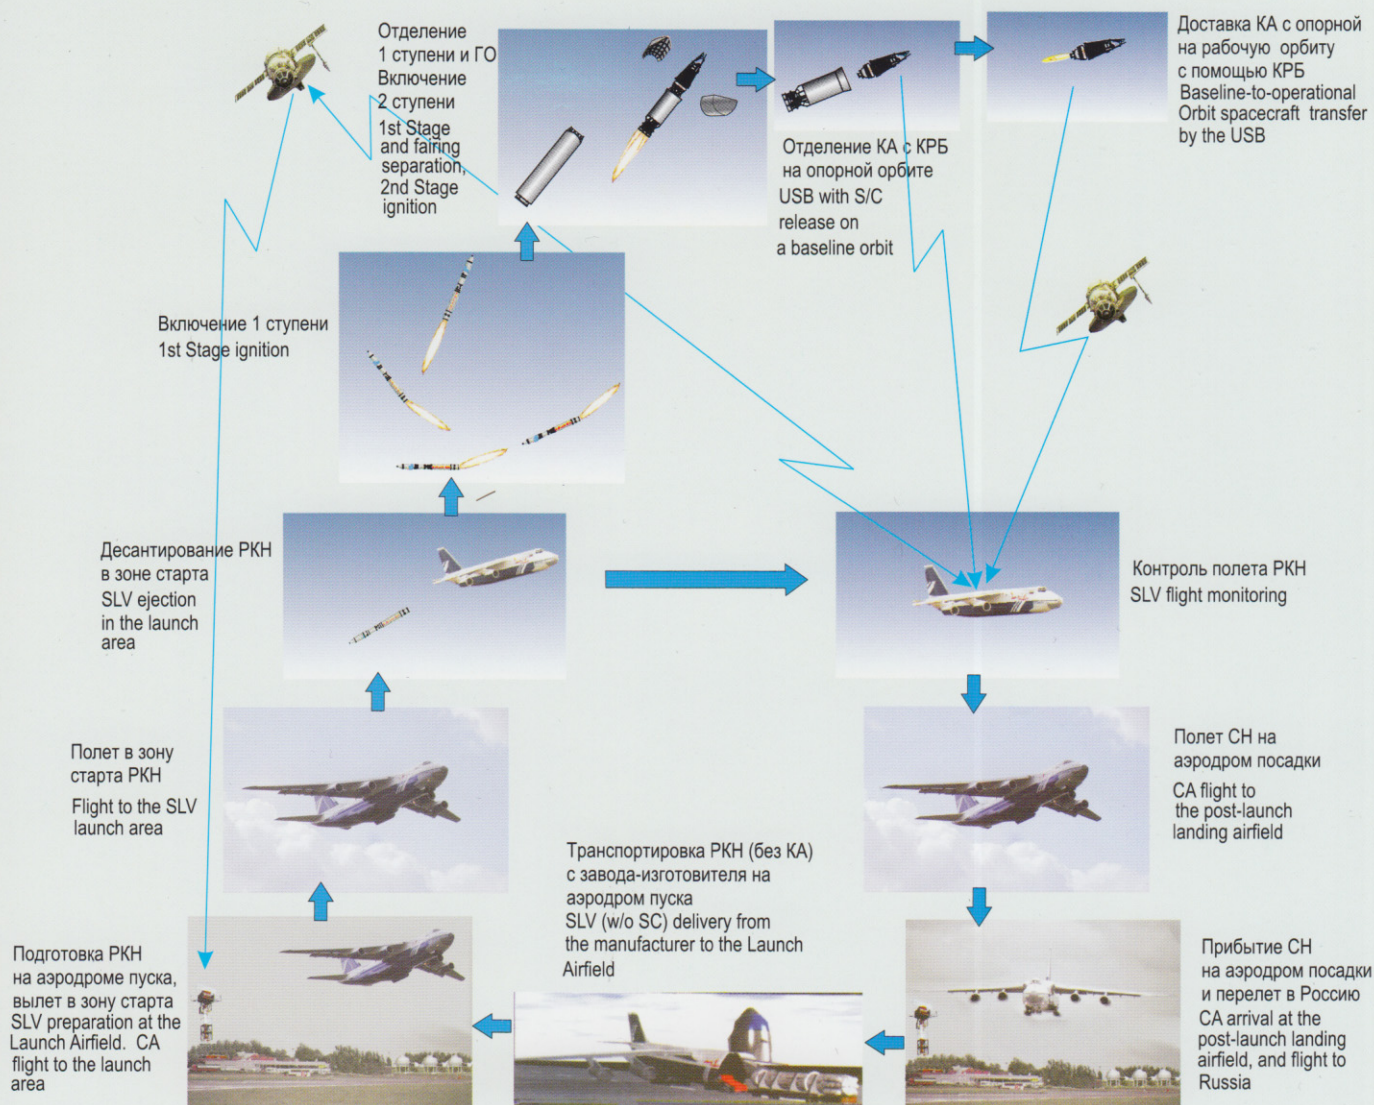 Отделение
1 ступени и ГО
Включение
2 ступени
1st Stage
and fairing
separation,
2nd Stage
ignition
Отделение КА с КРБ
на опорной орбите
USB with S/C
release on
a baseline orbit
Доставка КА с опорной
на рабочую орбиту
с помощью КРБ
Baseline-to-operational
Orbit spacecraft transfer
by the USB
Включение 1 ступени
1st Stage ignition
Десантирование РКН
в зоне старта
SLV ejection
in the launch
area
Контроль полета РКН
SLV flight monitoring
Полет в зону
старта РКН
Flight to the SLV
launch area
Полет СН на
аэродром посадки
CA flight to
the post-launch
landing airfield
Транспортировка РКН (без КА)
с завода-изготовителя на
аэродром пуска
SLV (w/o SC) delivery from
the manufacturer to the Launch
Airfield
Подготовка РКН
на аэродроме пуска,
вылет в зону старта
SLV preparation at the
Launch Airfield. CA
flight to the launch
area
Прибытие СН
на аэродром посадки
и перелет в Россию
CA arrival at the
post-launch landing
airfield, and flight to
Russia